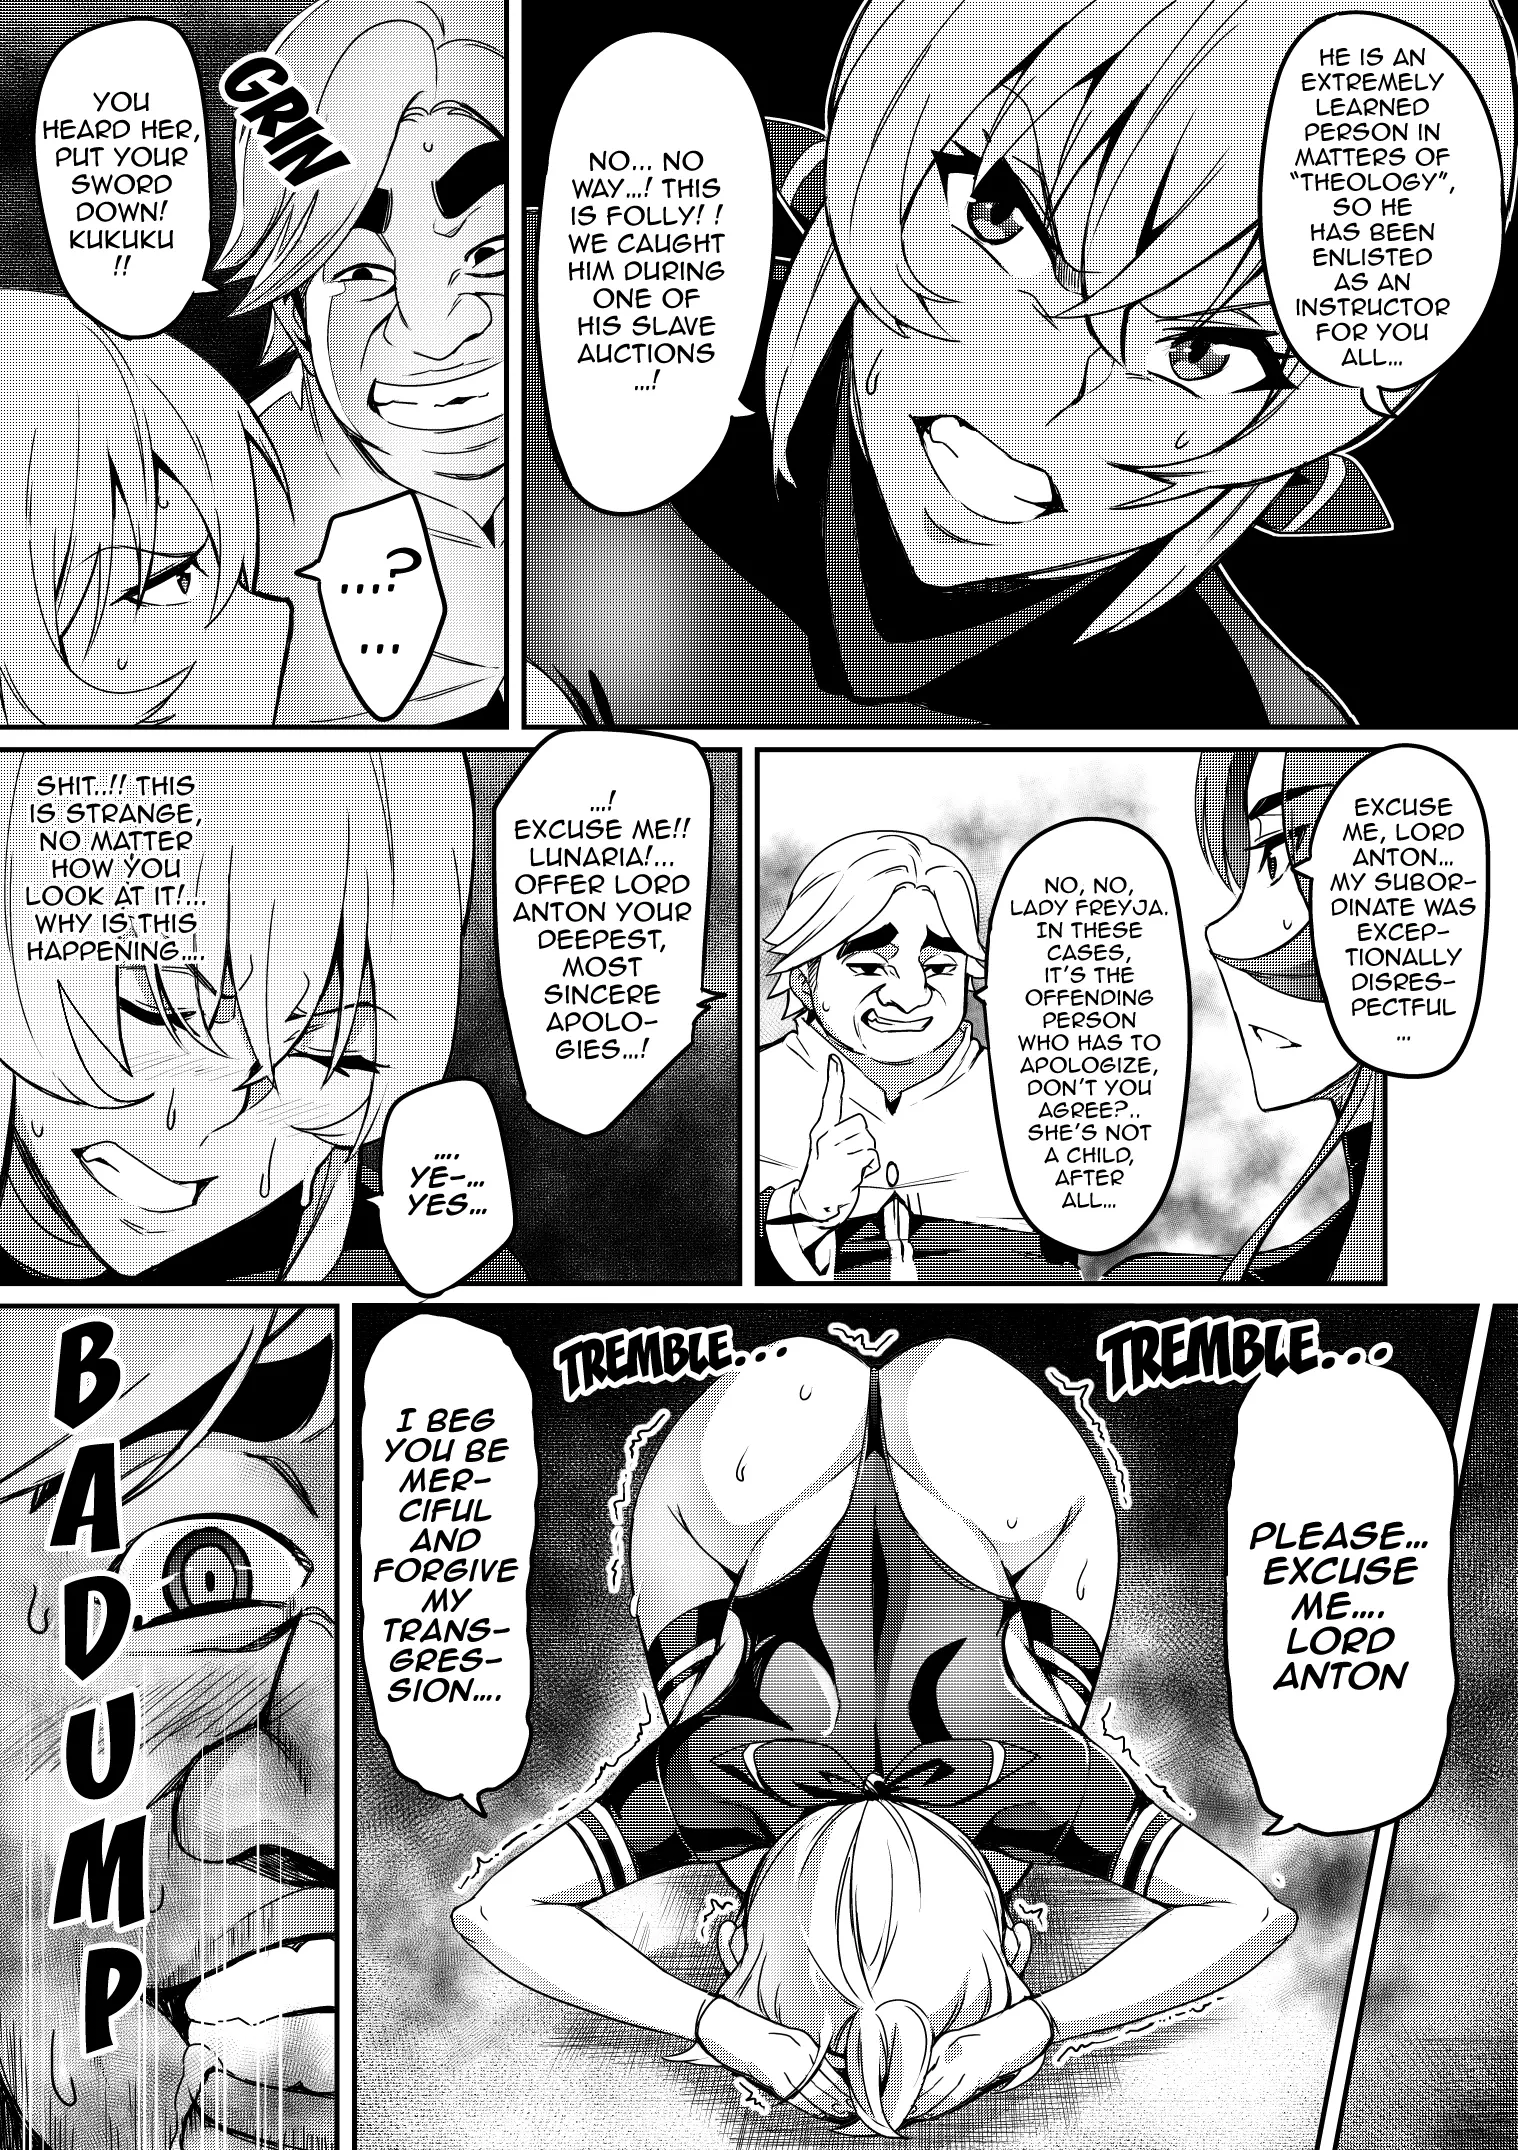 HE IS AN
EXTREMELY
LEARNED
PERSON IN
MATTERS OF
"THEOLOGY",
SO HE
HAS BEEN
ENLISTED
AS AN
INSTRUCTOR
FOR YOU
ALL...
NO... NO
WAY...! THIS
IS FOLLY! !
WE CAUGHT
HIM DURING
ONE OF
HIS SLAVE
AUCTIONS
...!
GRIN
YOU
HEARD HER,
PUT YOUR
SWORD
DOWN!
KUKUKU
!!
....?
...
EXCUSE
ME, LORD
ANTON...
MY SUBOR-
DINATE WAS
EXCEP-
TIONALLY
DISRES-
PECTFUL
...
NO, NO,
LADY FREYJA.
IN THESE
CASES,
IT'S THE
OFFENDING
PERSON
WHO HAS TO
APOLOGIZE,
DON'T YOU
AGREE?..
SHE'S NOT
A CHILD,
AFTER
ALL...
...!
EXCUSE ME!!
LUNARIA!...
OFFER LORD
ANTON YOUR
DEEPEST,
MOST
SINCERE
APOLO-
GIES...!
SHIT..!! THIS
IS STRANGE,
NO MATTER
HOW YOU
LOOK AT IT!...
WHY IS THIS
HAPPENING....
....
YE-...
YES...
TREMBLE...
TREMBLE...
PLEASE...
EXCUSE
ME....
LORD
ANTON
I BEG
YOU BE
MER-
CIFUL
AND
FORGIVE
MY
TRANS-
GRES-
SION....
BADUMP